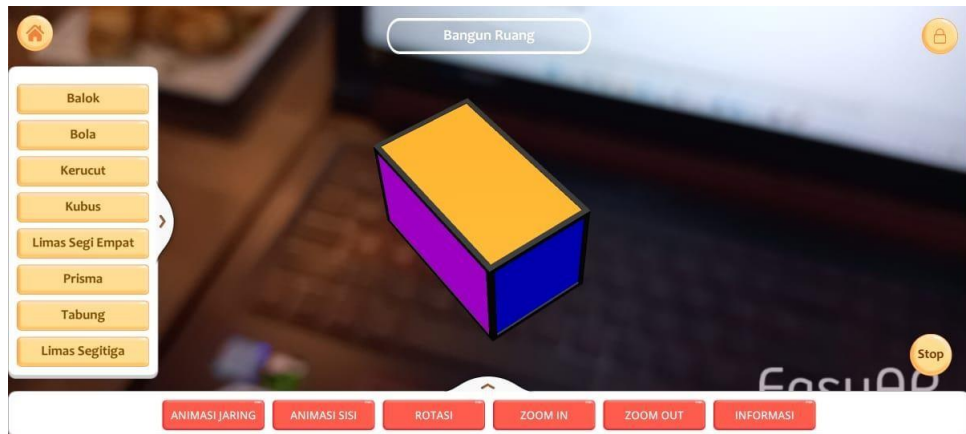 Bangun Ruang
Balok
Bola
Kerucut
Kubus
Limas Segi Empat
Prisma
Tabung
Limas Segitiga
Stop
EasyAR
ANIMASI JARING
ANIMASI SISI
ROTASI
ZOOM IN
ZOOM OUT
INFORMASI